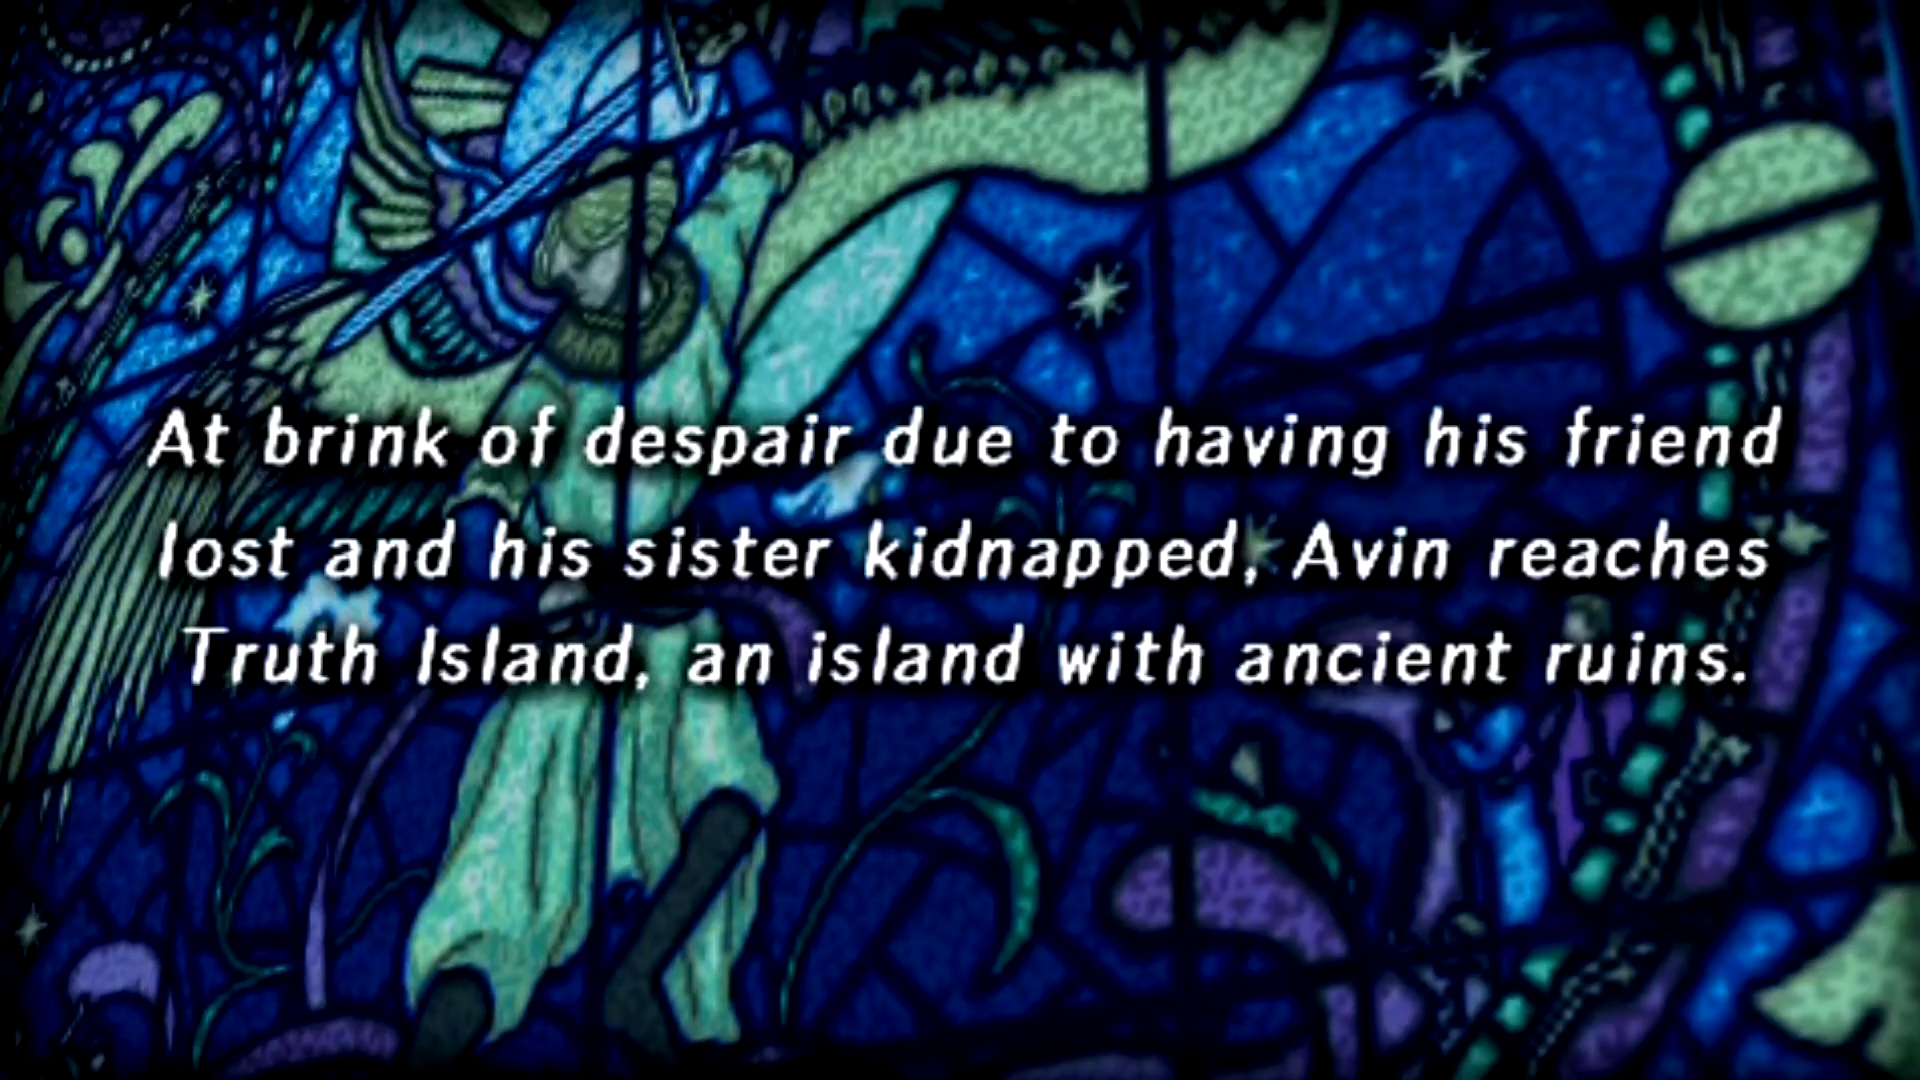 At brink of despair due to having his friend
lost and his sister kidnapped, Avin reaches
Truth Island, an island with ancient ruins.